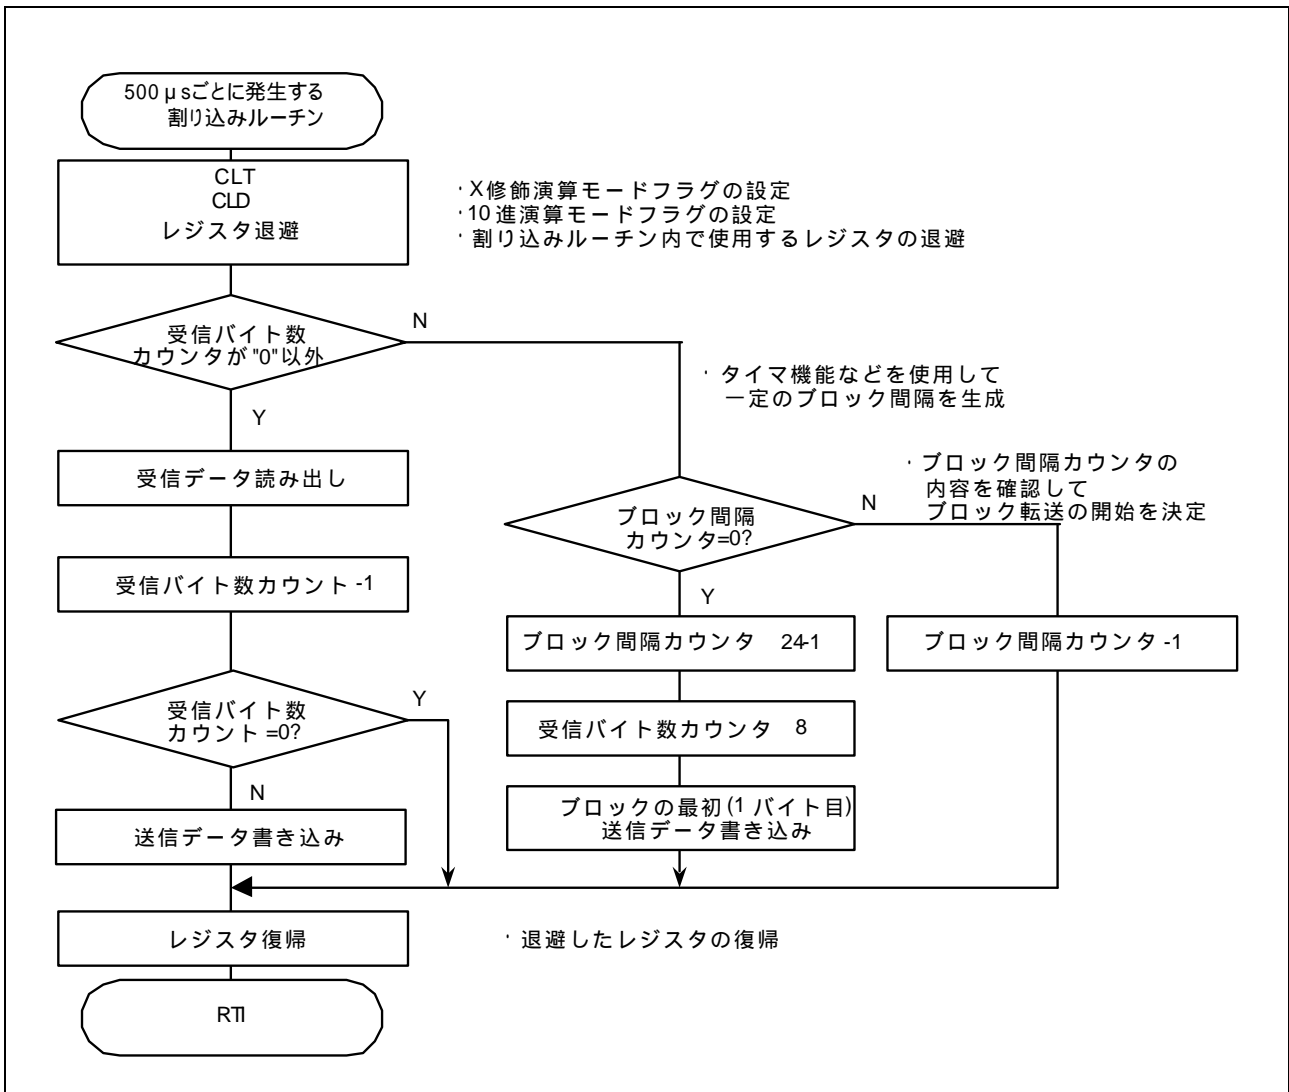 500 μsごとに発生する
割り込みルーチン
CLT
CLD
レジスタ退避
・X修飾演算モードフラグの設定
・10進演算モードフラグの設定
・割り込みルーチン内で使用するレジスタの退避
受信バイト数
カウンタが"0"以外
N
Y
・タイマ機能などを使用して
一定のブロック間隔を生成
受信データ読み出し
・ブロック間隔カウンタの
内容を確認して
ブロック転送の開始を決定
ブロック間隔
カウンタ=0?
N
Y
受信バイト数カウント -1
ブロック間隔カウンタ 24-1
ブロック間隔カウンタ -1
受信バイト数
カウント =0?
Y
N
受信バイト数カウンタ 8
ブロックの最初(1 バイト目)
送信データ書き込み
送信データ書き込み
レジスタ復帰
・退避したレジスタの復帰
RTI